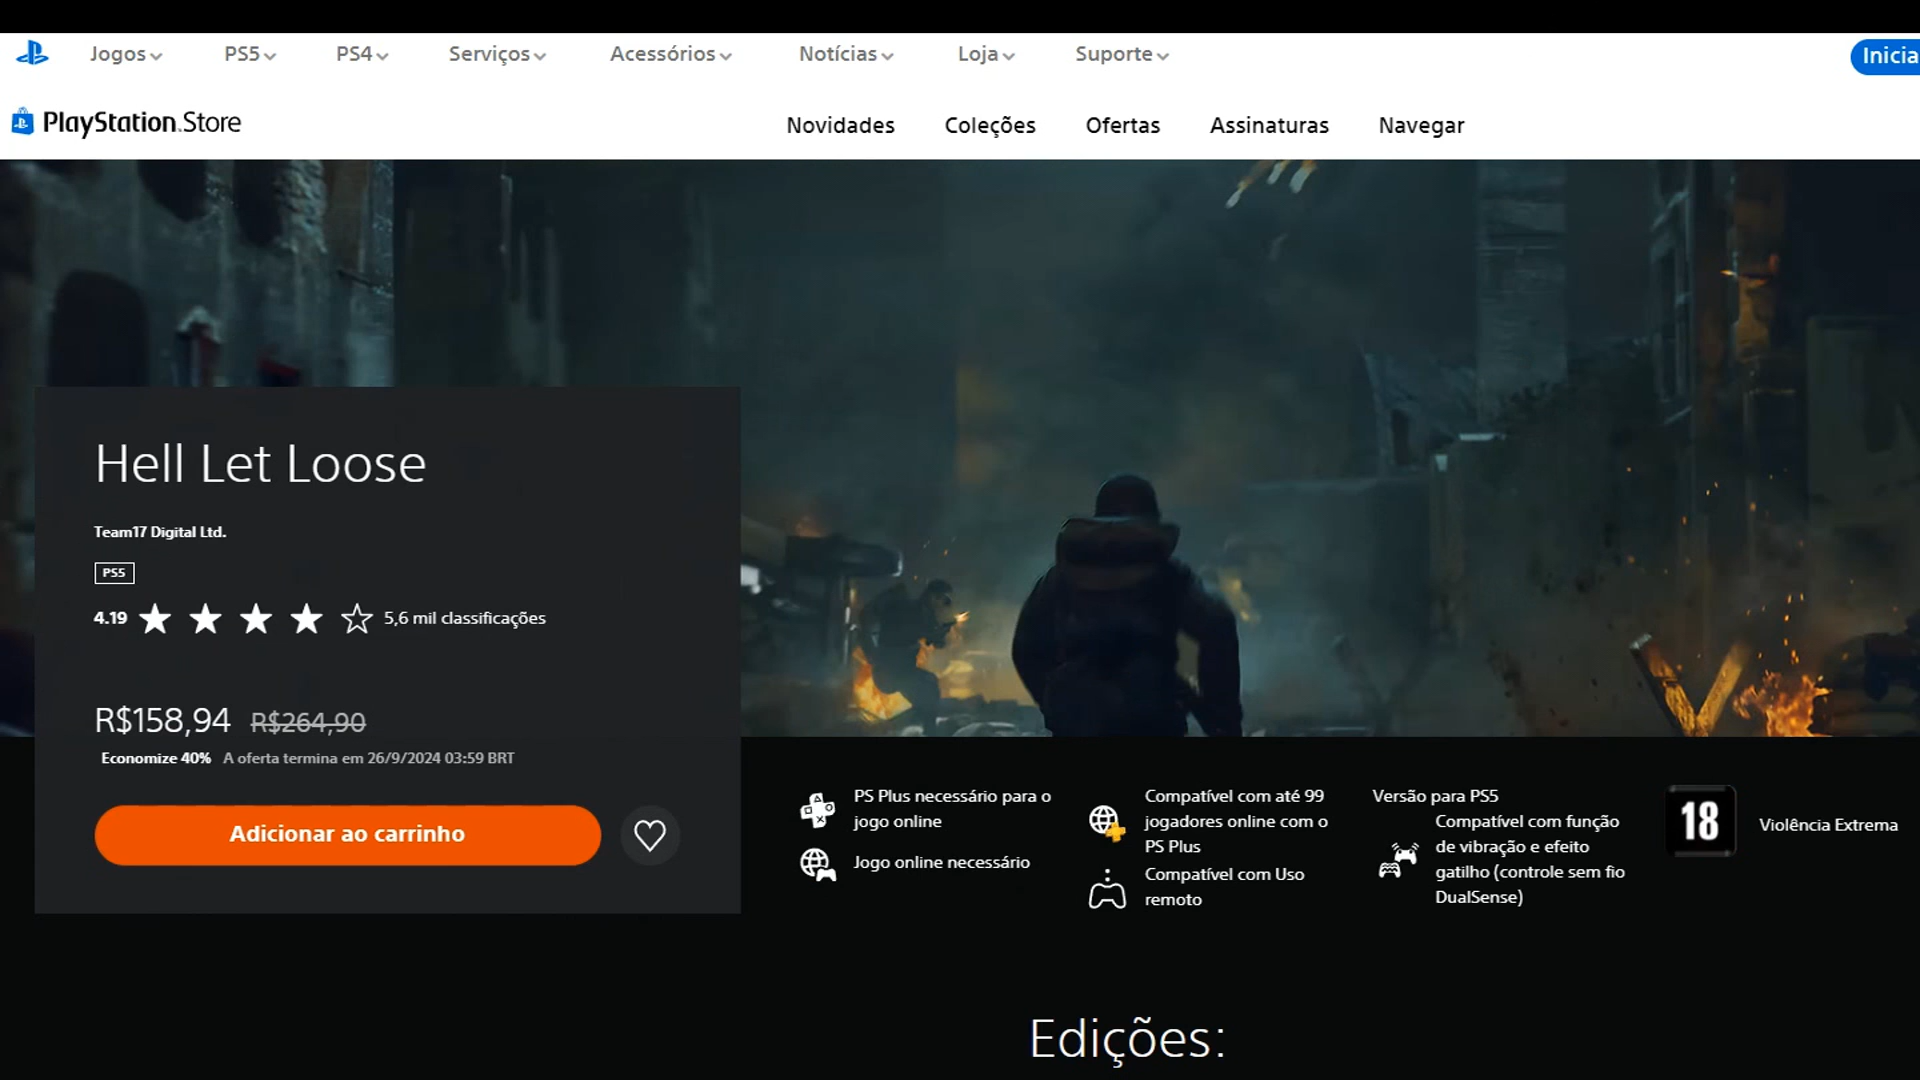 Jogos PS5 PS4 Serviços Acessórios Notícias Loja Suporte Inicia
PlayStation Store Novidades Coleções Ofertas Assinaturas Navegar
Hell Let Loose
Team17 Digital Ltd.
PS5
4.19 5,6 mil classificações
R$158,94 R$264,90
Economize 40% A oferta termina em 26/9/2024 03:59 BRT
Adicionar ao carrinho
PS Plus necessário para o
jogo online
Jogo online necessário
Compatível com até 99
jogadores online com o
PS Plus
Compatível com Uso
remoto
Versão para PS5
Compatível com função
de vibração e efeito
gatilho (controle sem fio
DualSense)
18
Violência Extrema
Edições: